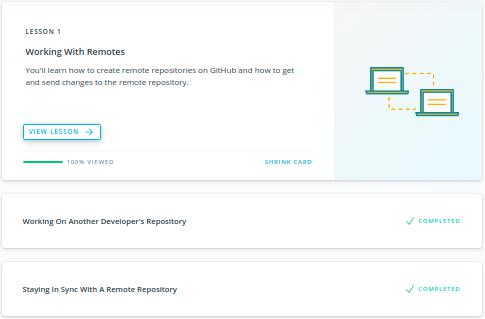 LESSON 1
Working With Remotes
You'll learn how to create remote repositories on GitHub and how to get
and send changes to the remote repository.
VIEW LESSON
100% VIEWED
SHRINK CARD
Working On Another Developer's Repository
COMPLETED
Staying In Sync With A Remote Repository
COMPLETED